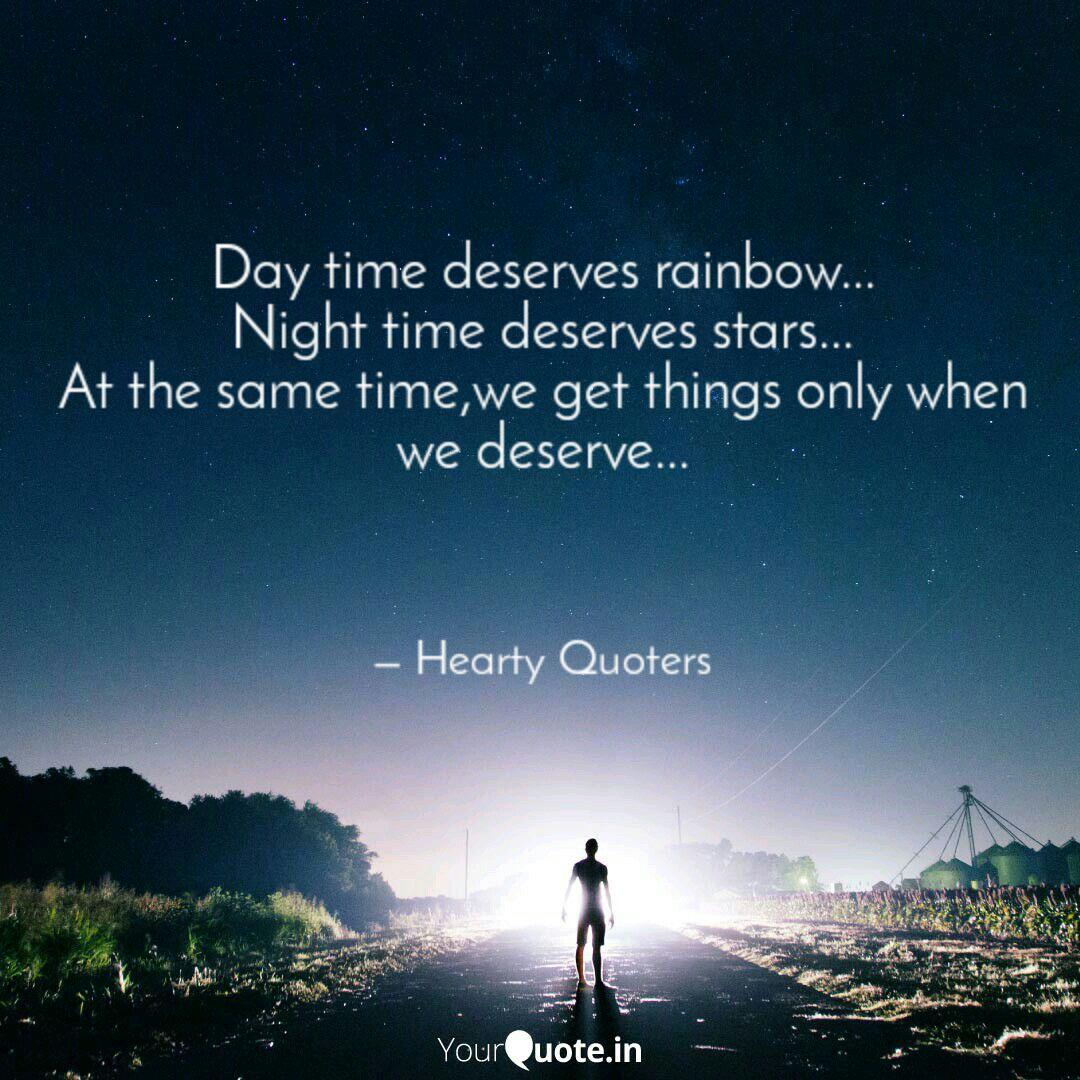 Day time deserves rainbow...
Night time deserves stars...
At the same time,we get things only when
we deserve...
– Hearty Quoters
YourQuote.in